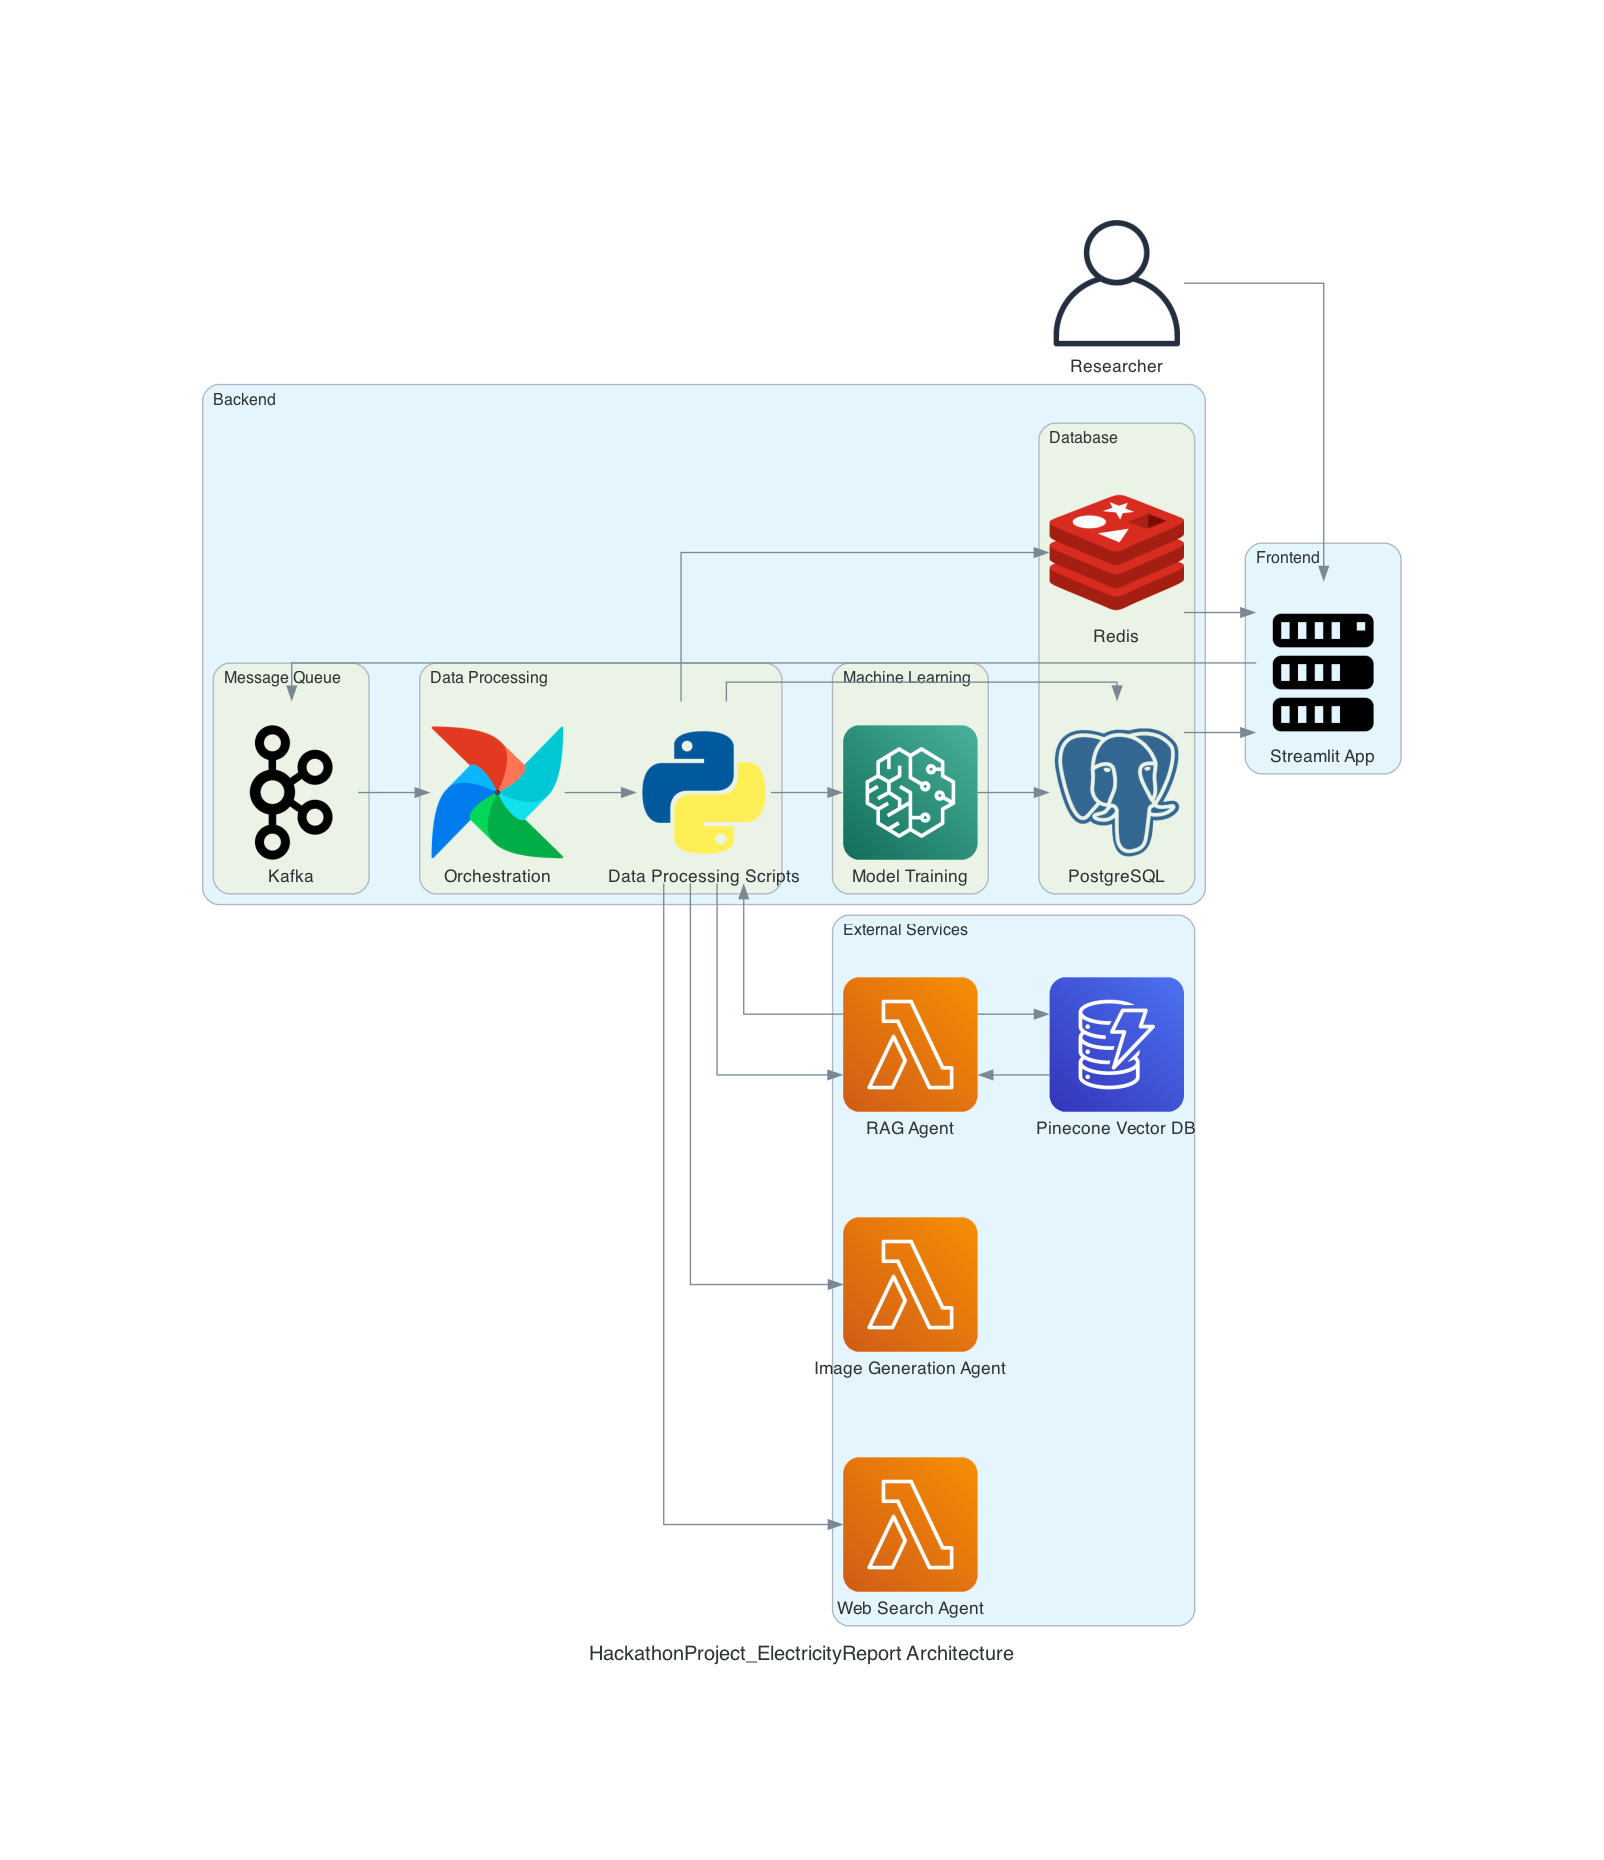 Researcher
Backend
Database
Redis
Frontend
Streamlit App
Message Queue
Kafka
Data Processing
Orchestration
Data Processing Scripts
Machine Learning
Model Training
PostgreSQL
External Services
RAG Agent
Pinecone Vector DB
Image Generation Agent
Web Search Agent
HackathonProject_ElectricityReport Architecture